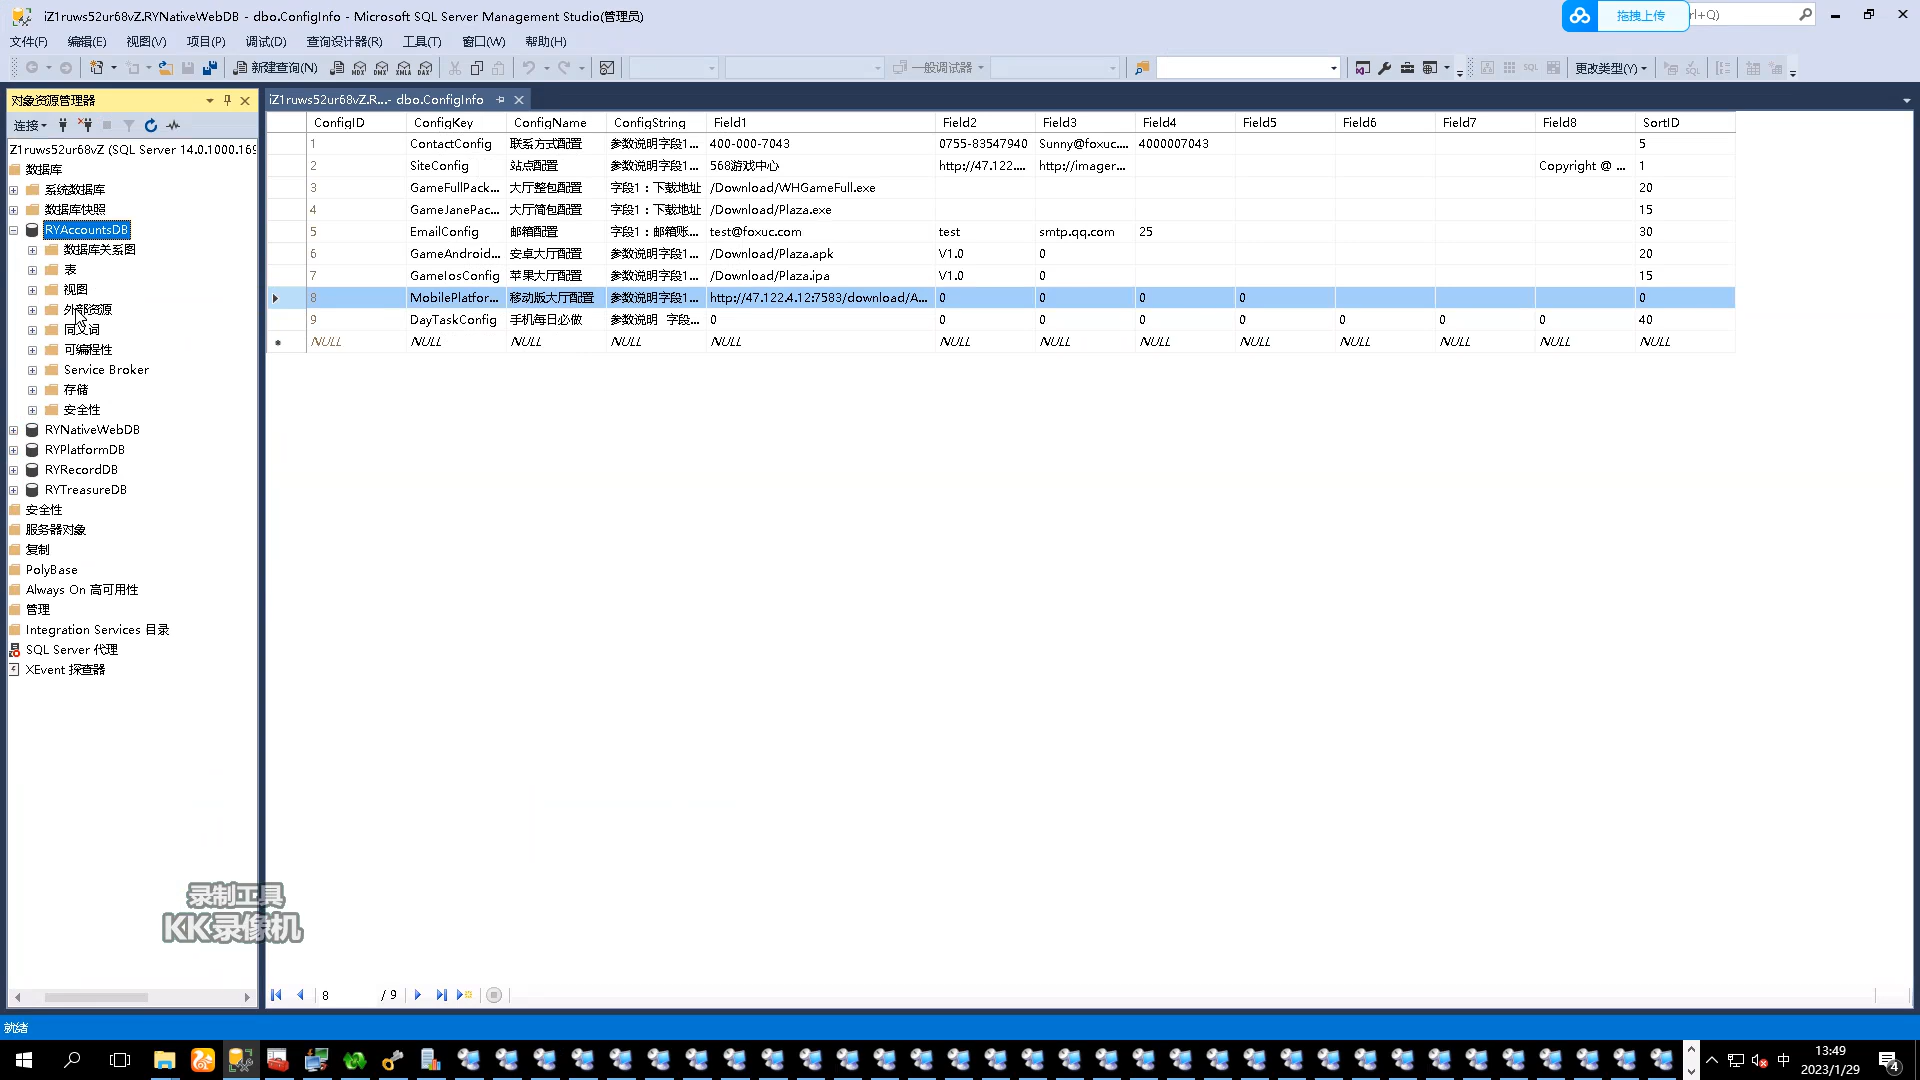 iZ1ruws52ur68vZ.RYNativeWebDB - dbo.ConfigInfo - Microsoft SQL Server Management Studio(管理员)
拖拽上传
rl+Q)
文件(F) 编辑(E) 视图(V) 项目(P) 调试(D) 查询设计器(R) 工具(T) 窗口(W) 帮助(H)
新建查询(N) 一般调试器 更改类型(Y)
对象资源管理器
iZ1ruws52ur68vZ.R...- dbo.ConfigInfo
连接
Z1ruws52ur68vZ (SQL Server 14.0.1000.169
数据库
系统数据库
数据库快照
RYAccountsDB
数据库关系图
表
视图
外部资源
同义词
可编程性
Service Broker
存储
安全性
RYNativeWebDB
RYPlatformDB
RYRecordDB
RYTreasureDB
安全性
服务器对象
复制
PolyBase
Always On 高可用性
管理
Integration Services 目录
SQL Server 代理
XEvent 探查器
ConfigID ConfigKey ConfigName ConfigString Field1 Field2 Field3 Field4 Field5 Field6 Field7 Field8 SortID
1 ContactConfig 联系方式配置 参数说明字段1... 400-000-7043 0755-83547940 Sunny@foxuc.... 4000007043 5
2 SiteConfig 站点配置 参数说明字段1... 568游戏中心 http://47.122.... http://imager... Copyright @ ... 1
3 GameFullPack... 大厅整包配置 字段1：下载地址 /Download/WHGameFull.exe 20
4 GameJanePac... 大厅简包配置 字段1：下载地址 /Download/Plaza.exe 15
5 EmailConfig 邮箱配置 字段1：邮箱账... test@foxuc.com test smtp.qq.com 25 30
6 GameAndroid... 安卓大厅配置 参数说明字段1... /Download/Plaza.apk V1.0 0 20
7 GameIosConfig 苹果大厅配置 参数说明字段1... /Download/Plaza.ipa V1.0 0 15
8 MobilePlatfor... 移动版大厅配置 参数说明字段1... http://47.122.4.12:7583/download/A... 0 0 0 0 0
9 DayTaskConfig 手机每日必做 参数说明 字段... 0 0 0 0 0 0 0 0 40
NULL NULL NULL NULL NULL NULL NULL NULL NULL NULL NULL NULL NULL
录制工具
KK录像机
8 / 9
就绪
中
13:49
2023/1/29
4